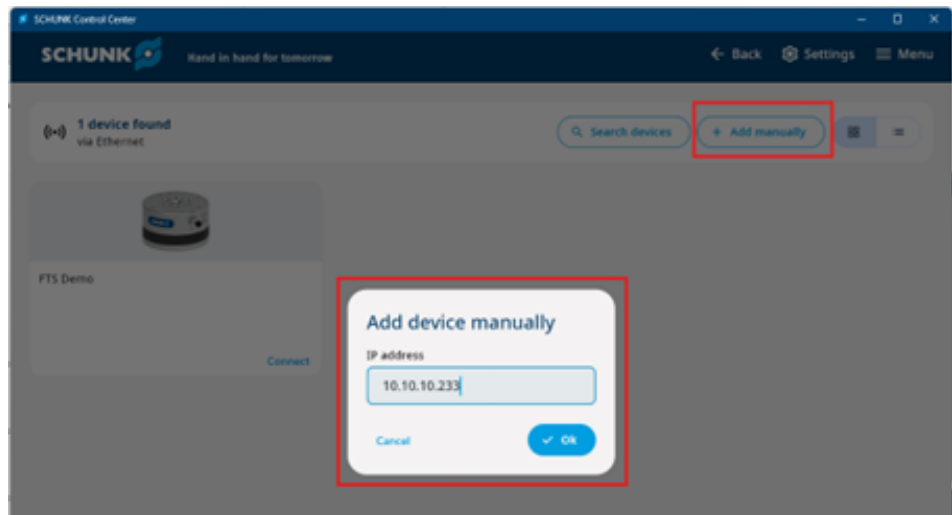 SCHUNK Control Center
SCHUNK Hand in hand for tomorrow
Back Settings Menu
1 device found
via Ethernet
Search devices + Add manually
FTS Demo
Connect
Add device manually
IP address
10.10.10.233
Cancel Ok